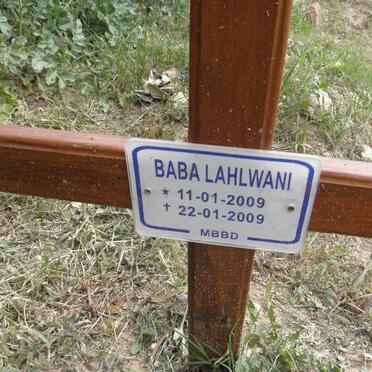 BABA LAHLWANI
* 11-01-2009
† 22-01-2009
MBBD